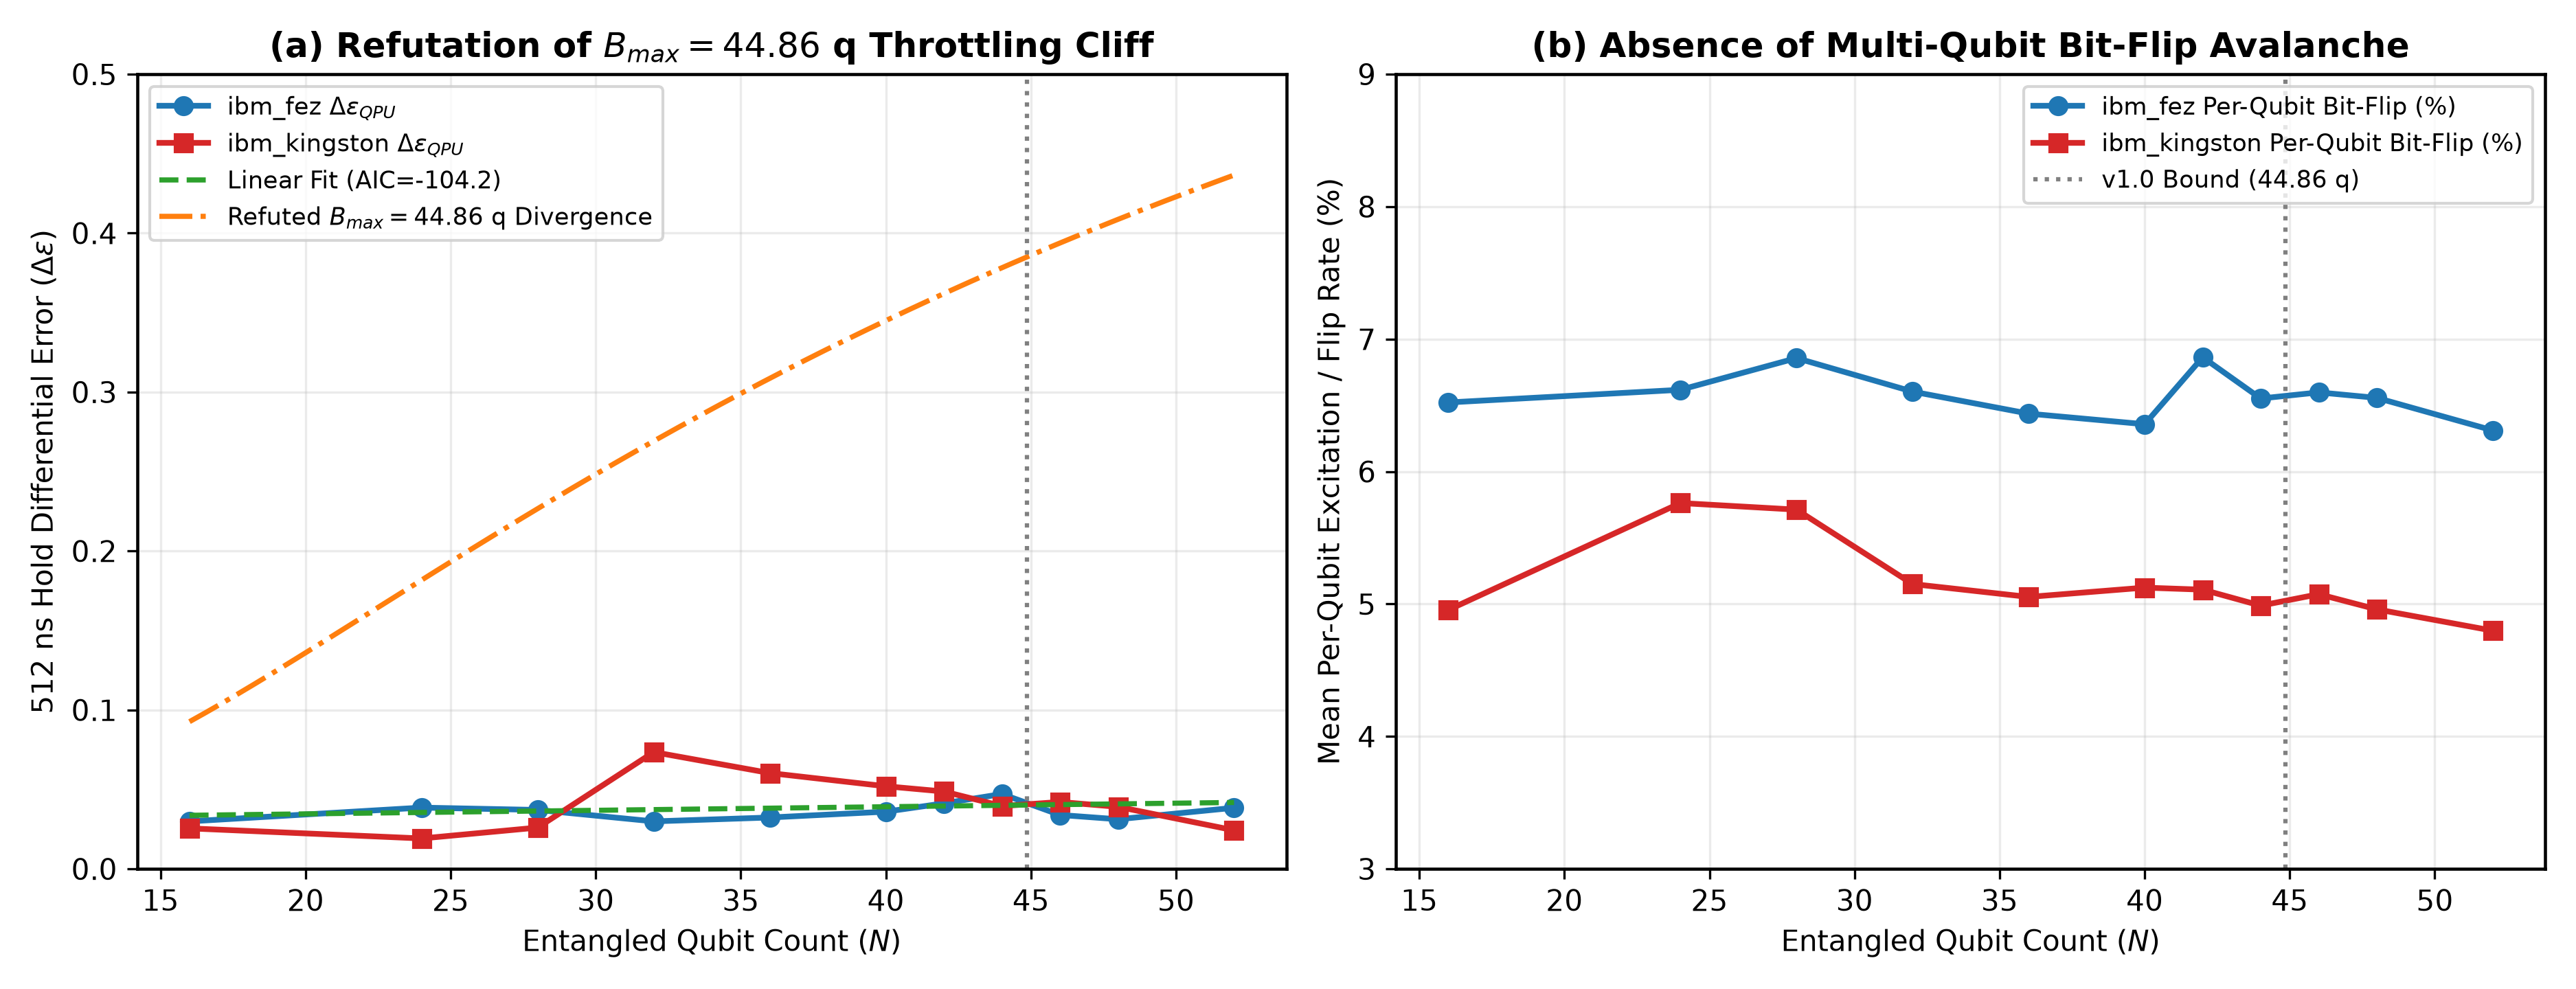 (a) Refutation of B_max = 44.86 q Throttling Cliff
512 ns Hold Differential Error (Δε)
0.5
0.4
0.3
0.2
0.1
0.0
ibm_fez Δε_QPU
ibm_kingston Δε_QPU
Linear Fit (AIC=-104.2)
Refuted B_max = 44.86 q Divergence
15 20 25 30 35 40 45 50
Entangled Qubit Count (N)
(b) Absence of Multi-Qubit Bit-Flip Avalanche
Mean Per-Qubit Excitation / Flip Rate (%)
9
8
7
6
5
4
3
ibm_fez Per-Qubit Bit-Flip (%)
ibm_kingston Per-Qubit Bit-Flip (%)
v1.0 Bound (44.86 q)
15 20 25 30 35 40 45 50
Entangled Qubit Count (N)